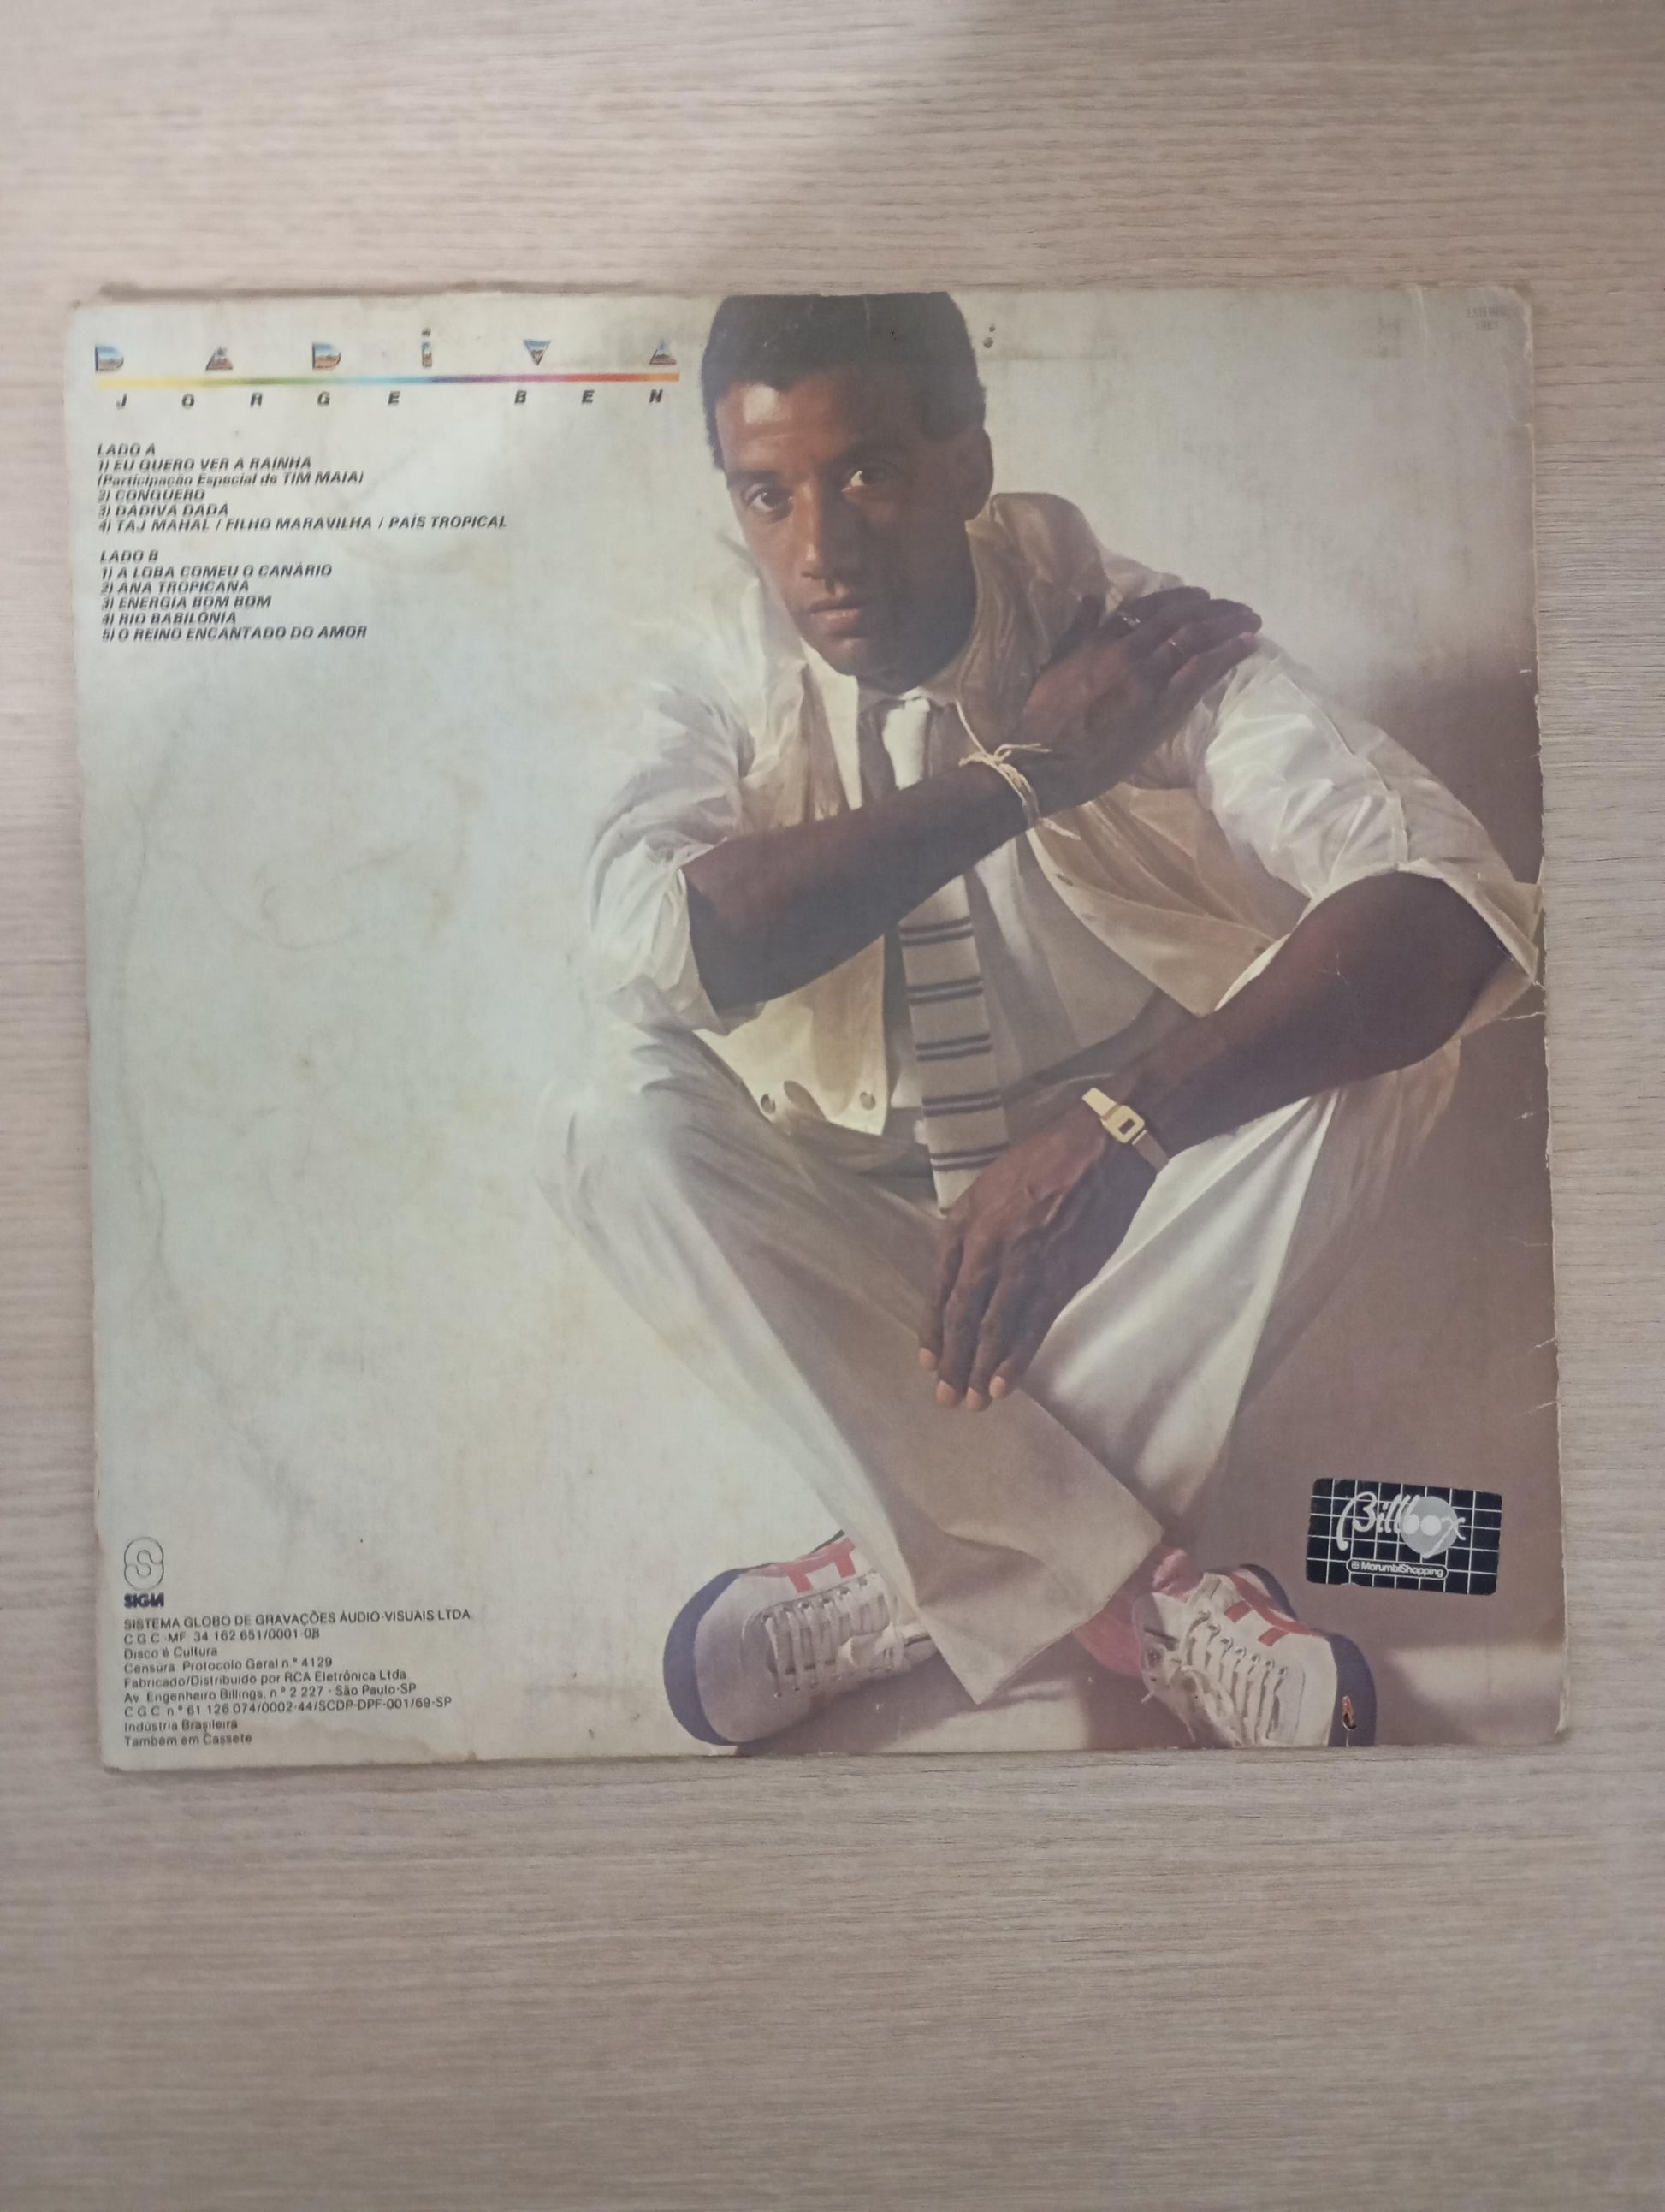 DADiVA
JORGE BEN
LADO A
1) EU QUERO VER A RAINHA
(Participação Especial de TIM MAIA)
2) CONQUERO
3) DÁDIVA DADÁ
4) TAJ MAHAL / FILHO MARAVILHA / PAÍS TROPICAL
LADO B
1) A LOBA COMEU O CANÁRIO
2) ANA TROPICANA
3) ENERGIA BOM BOM
4) RIO BABILÔNIA
5) O REINO ENCANTADO DO AMOR
Billbox
MorumbiShopping
SIGLA
SISTEMA GLOBO DE GRAVAÇÕES ÁUDIO-VISUAIS LTDA
C G C -MF 34 162 651/0001-08
Disco é Cultura
Censura Protocolo Geral n.º 4129
Fabricado/Distribuído por RCA Eletrônica Ltda
Av. Engenheiro Billings, n.º 2 227 - São Paulo-SP
C G C n.º 61 126 074/0002-44/SCDP-DPF-001/69-SP
Indústria Brasileira
Também em Cassete